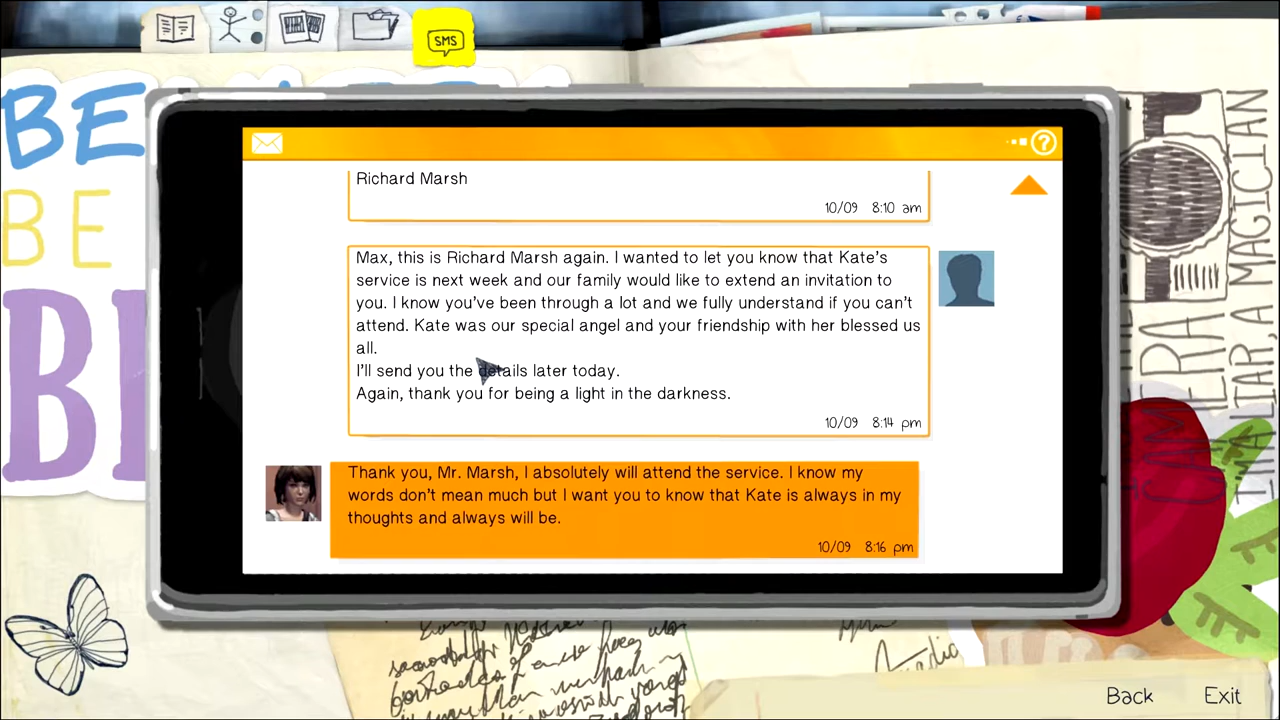 SMS
BE
BE
Richard Marsh
10/09 8:10 am
Max, this is Richard Marsh again. I wanted to let you know that Kate's
service is next week and our family would like to extend an invitation to
you. I know you've been through a lot and we fully understand if you can't
attend. Kate was our special angel and your friendship with her blessed us
all.
I'll send you the details later today.
Again, thank you for being a light in the darkness.
10/09 8:14 pm
Thank you, Mr. Marsh, I absolutely will attend the service. I know my
words don't mean much but I want you to know that Kate is always in my
thoughts and always will be.
10/09 8:16 pm
Back Exit